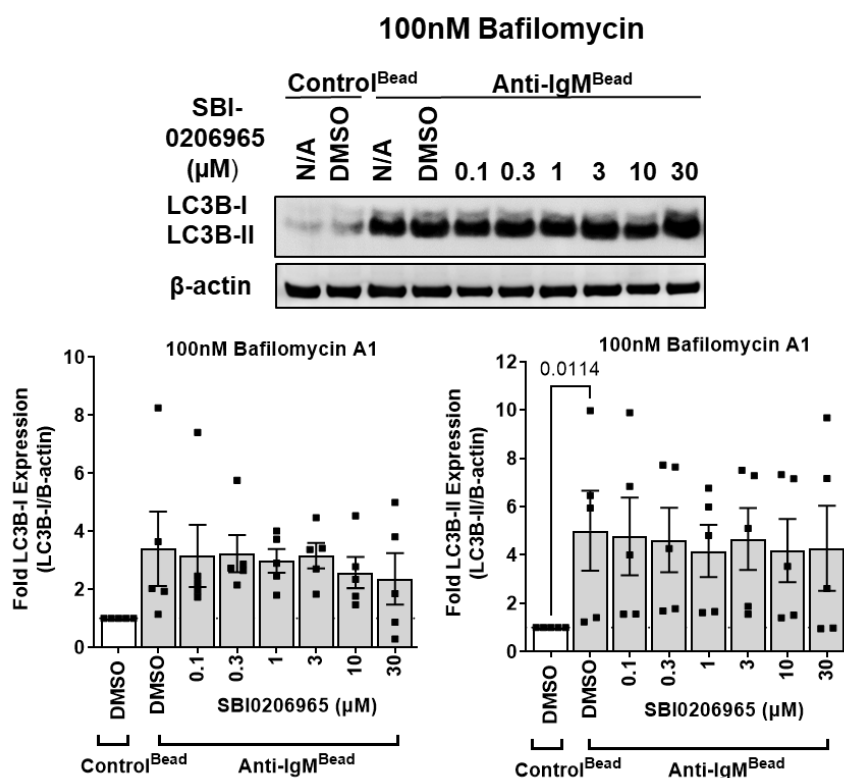 100nM Bafilomycin
Control^Bead Anti-IgM^Bead
SBI-
0206965
(µM)
N/A DMSO N/A DMSO 0.1 0.3 1 3 10 30
LC3B-I
LC3B-II
β-actin
100nM Bafilomycin A1
Fold LC3B-I Expression
(LC3B-I/B-actin)
10
8
6
4
2
0
DMSO DMSO 0.1 0.3 1 3 10 30
SBI0206965 (µM)
Control^Bead Anti-IgM^Bead
100nM Bafilomycin A1
0.0114
Fold LC3B-II Expression
(LC3B-II/B-actin)
12
10
8
6
4
2
0
DMSO DMSO 0.1 0.3 1 3 10 30
SBI0206965 (µM)
Control^Bead Anti-IgM^Bead